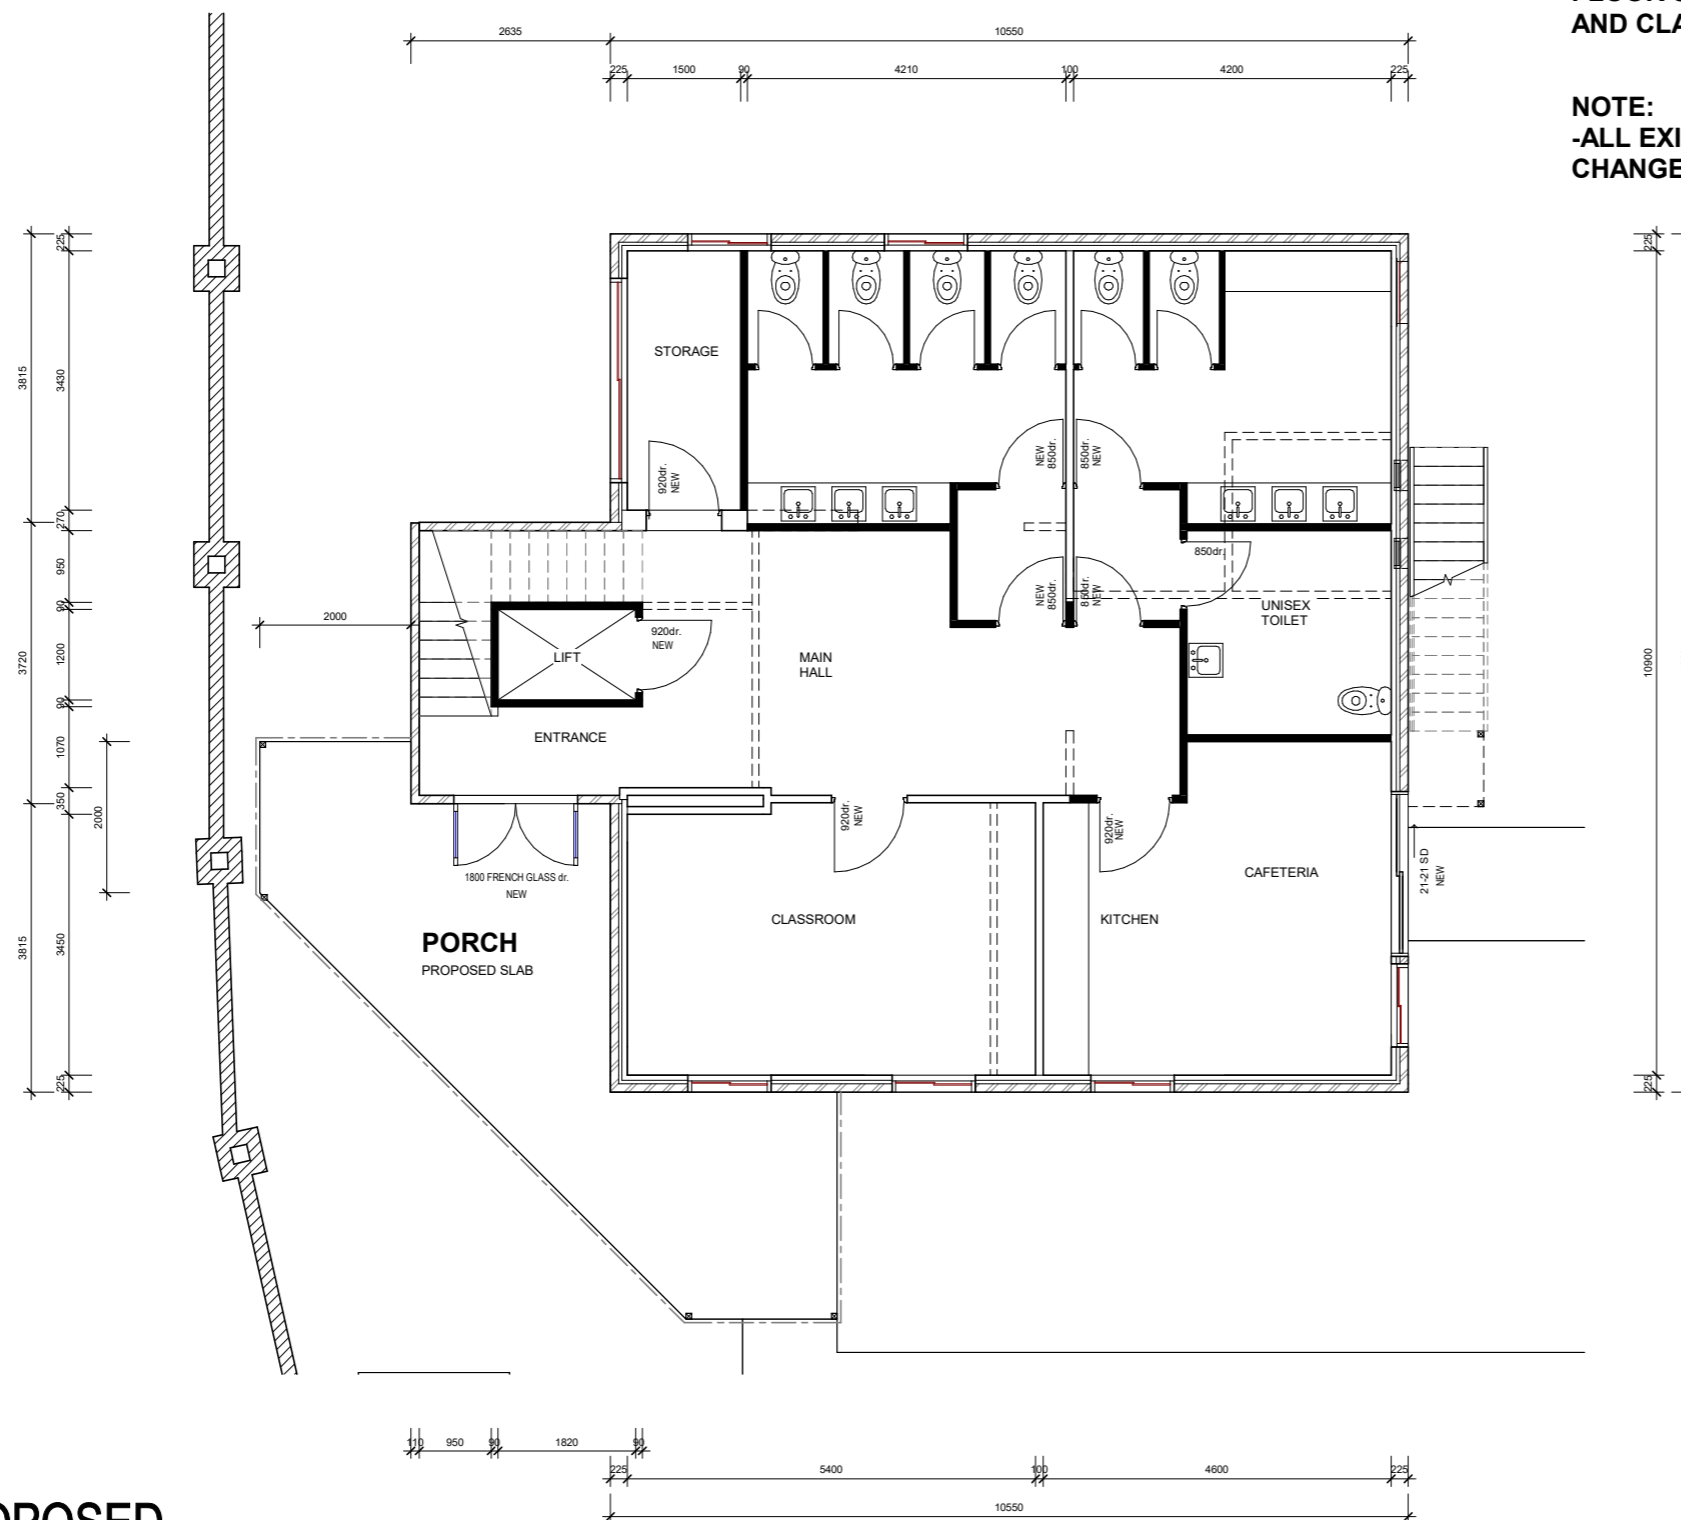 AND CLA
NOTE:
-ALL EXI
CHANGE
2635
10550
225
1500
90
4210
100
4200
225
3815
3720
3815
225
3430
270
950
90
1200
90
1070
350
3450
225
2000
2000
225
10900
225
STORAGE
920dr.
NEW
NEW
850dr.
850dr.
NEW
850dr.
UNISEX
TOILET
NEW
850dr.
850dr.
NEW
LIFT
920dr.
NEW
MAIN
HALL
ENTRANCE
1800 FRENCH GLASS dr.
NEW
920dr.
NEW
920dr.
NEW
CAFETERIA
21-21 SD
NEW
CLASSROOM
KITCHEN
PORCH
PROPOSED SLAB
110
950
90
1820
90
225
5400
100
4600
225
10550